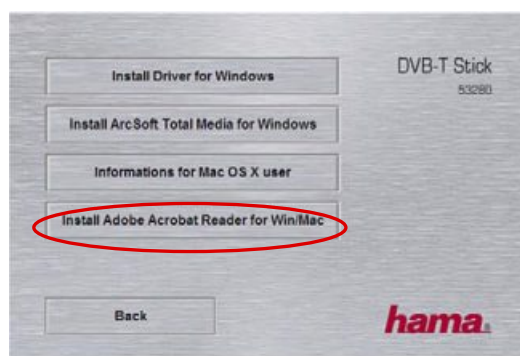 DVB-T Stick
53280
Install Driver for Windows
Install ArcSoft Total Media for Windows
Informations for Mac OS X user
Install Adobe Acrobat Reader for Win/Mac
Back
hama.